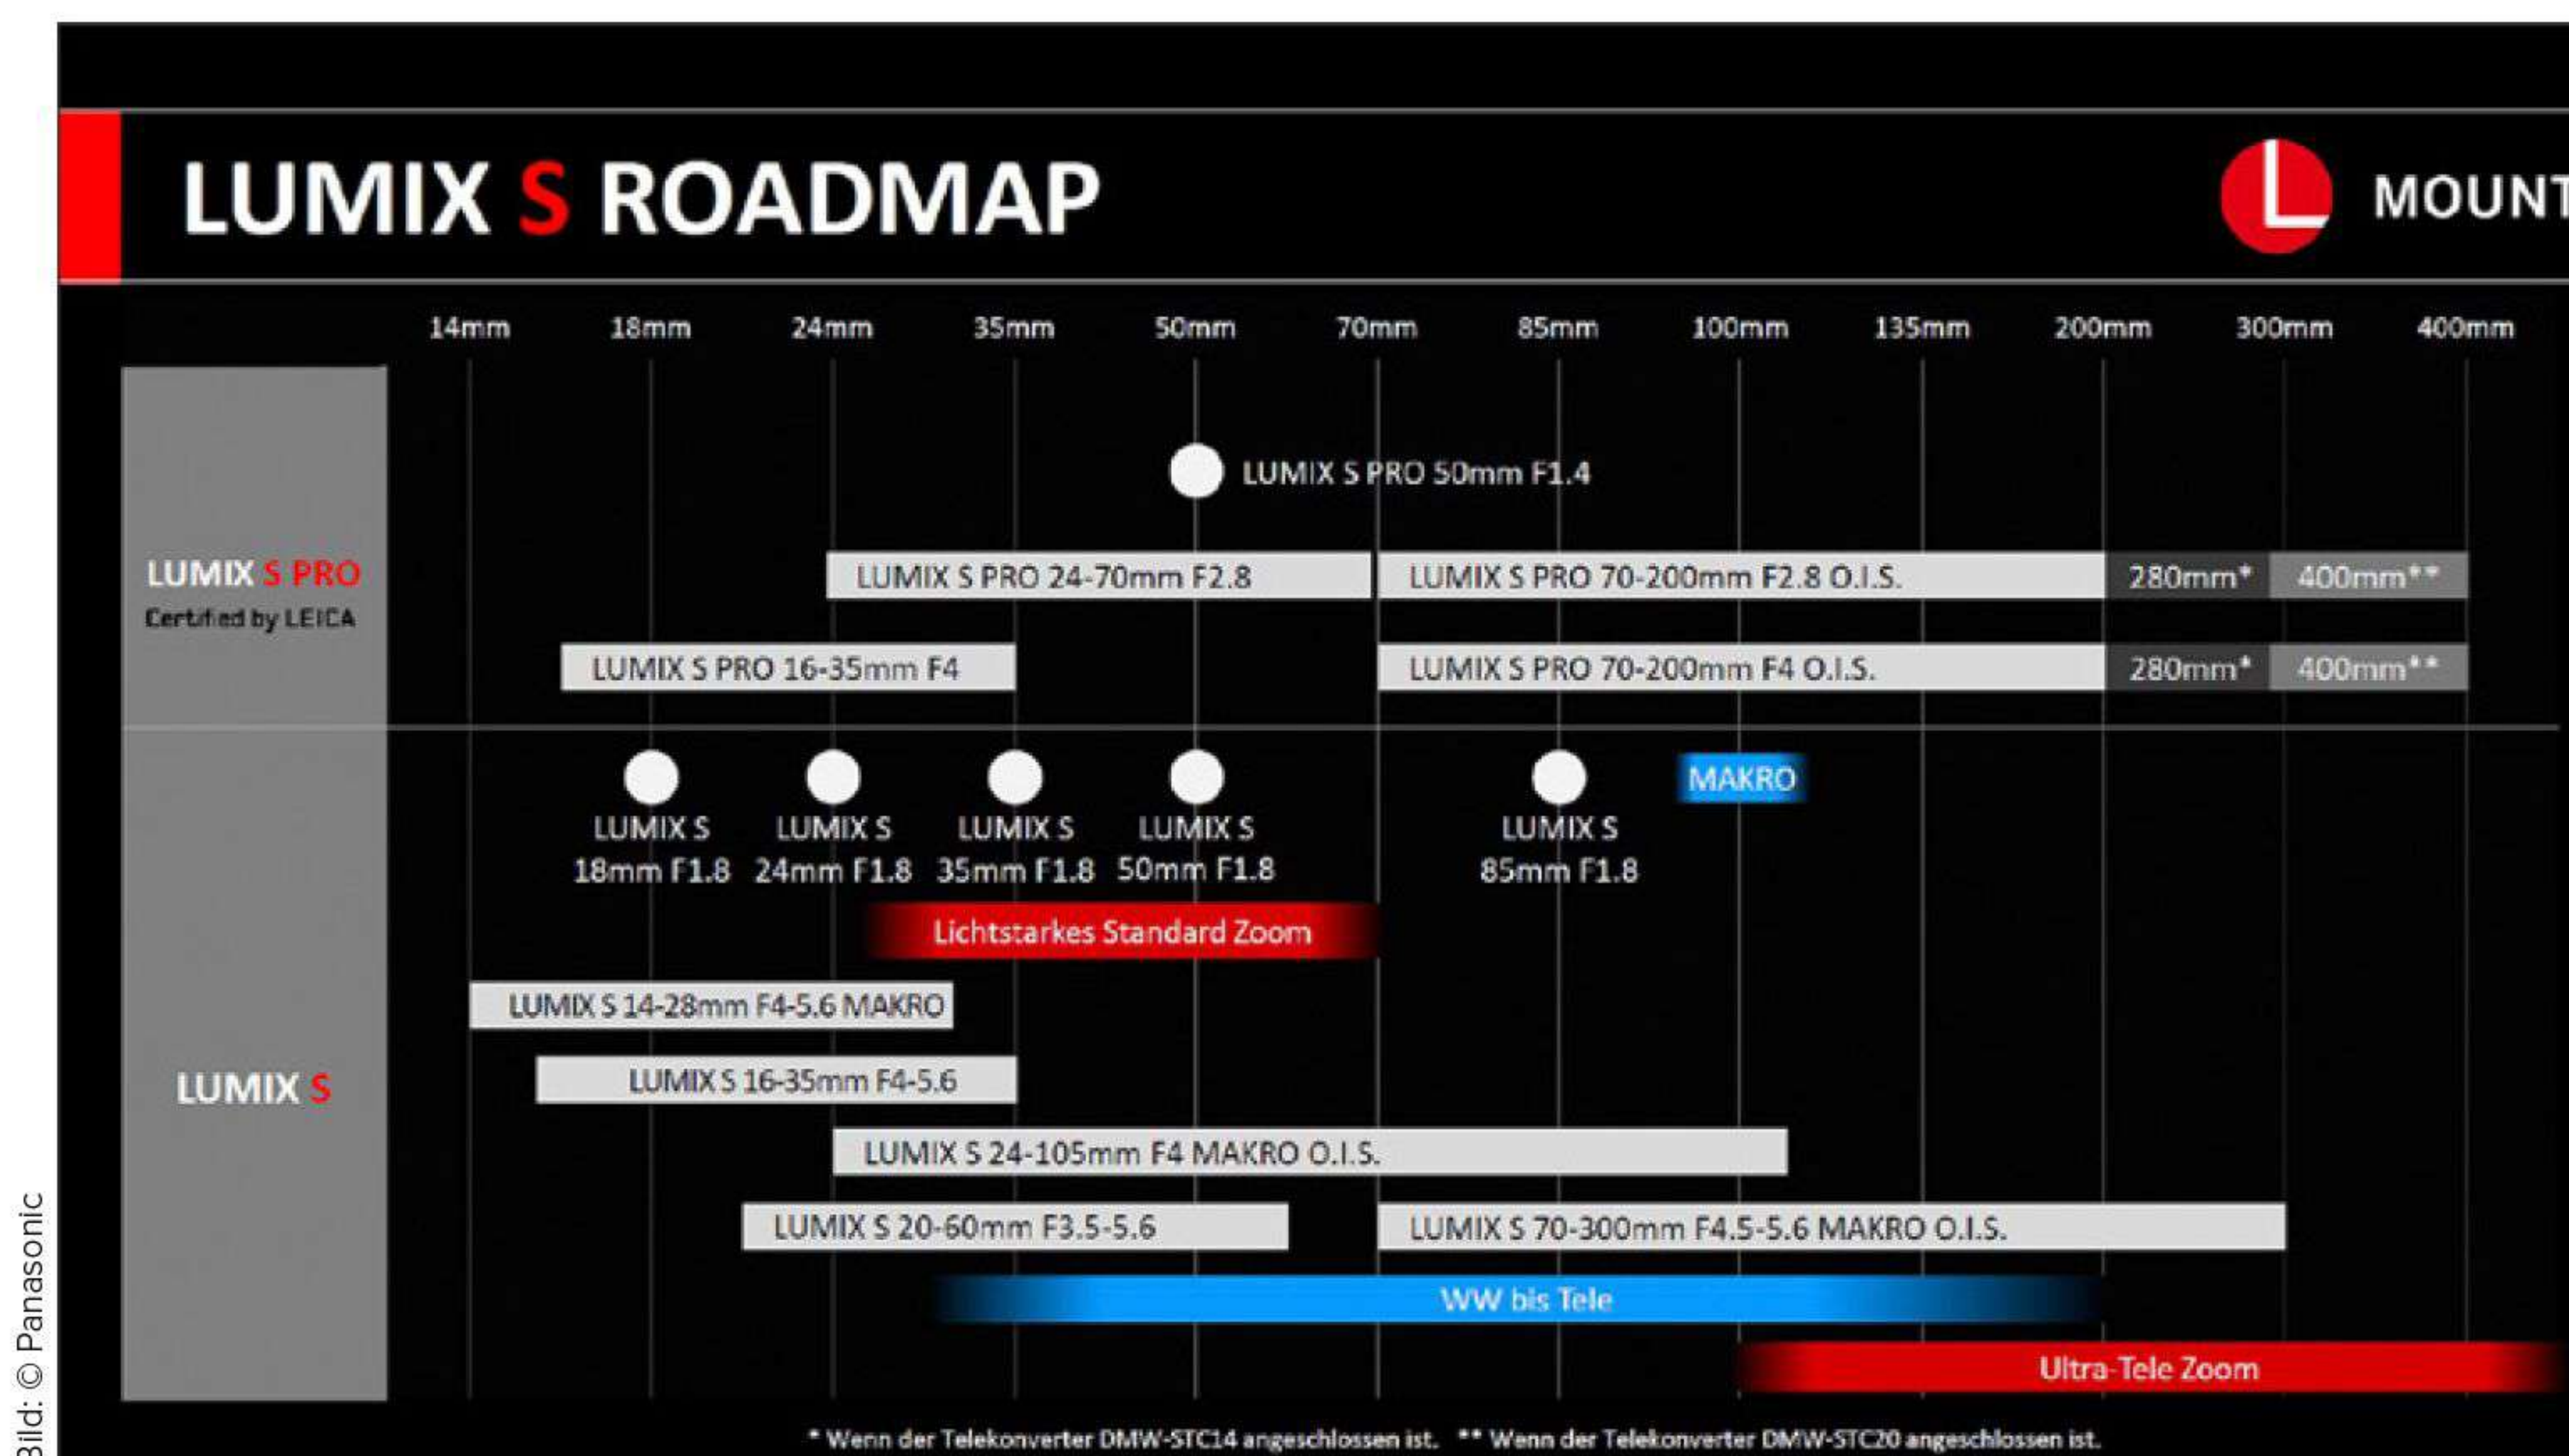 LUMIX S ROADMAP
L MOUNT
14mm 18mm 24mm 35mm 50mm 70mm 85mm 100mm 135mm 200mm 300mm 400mm
LUMIX S PRO 50mm F1.4
LUMIX S PRO
Certified by LEICA
LUMIX S PRO 24-70mm F2.8 LUMIX S PRO 70-200mm F2.8 O.I.S. 280mm* 400mm**
LUMIX S PRO 16-35mm F4 LUMIX S PRO 70-200mm F4 O.I.S. 280mm* 400mm**
MAKRO
LUMIX S LUMIX S LUMIX S LUMIX S LUMIX S
18mm F1.8 24mm F1.8 35mm F1.8 50mm F1.8 85mm F1.8
Lichtstarkes Standard Zoom
LUMIX S 14-28mm F4-5.6 MAKRO
LUMIX S
LUMIX S 16-35mm F4-5.6
LUMIX S 24-105mm F4 MAKRO O.I.S.
LUMIX S 20-60mm F3.5-5.6 LUMIX S 70-300mm F4.5-5.6 MAKRO O.I.S.
WW bis Tele
Ultra-Tele Zoom
* Wenn der Telekonverter DMW-STC14 angeschlossen ist. ** Wenn der Telekonverter DMW-STC20 angeschlossen ist.
Bild: © Panasonic